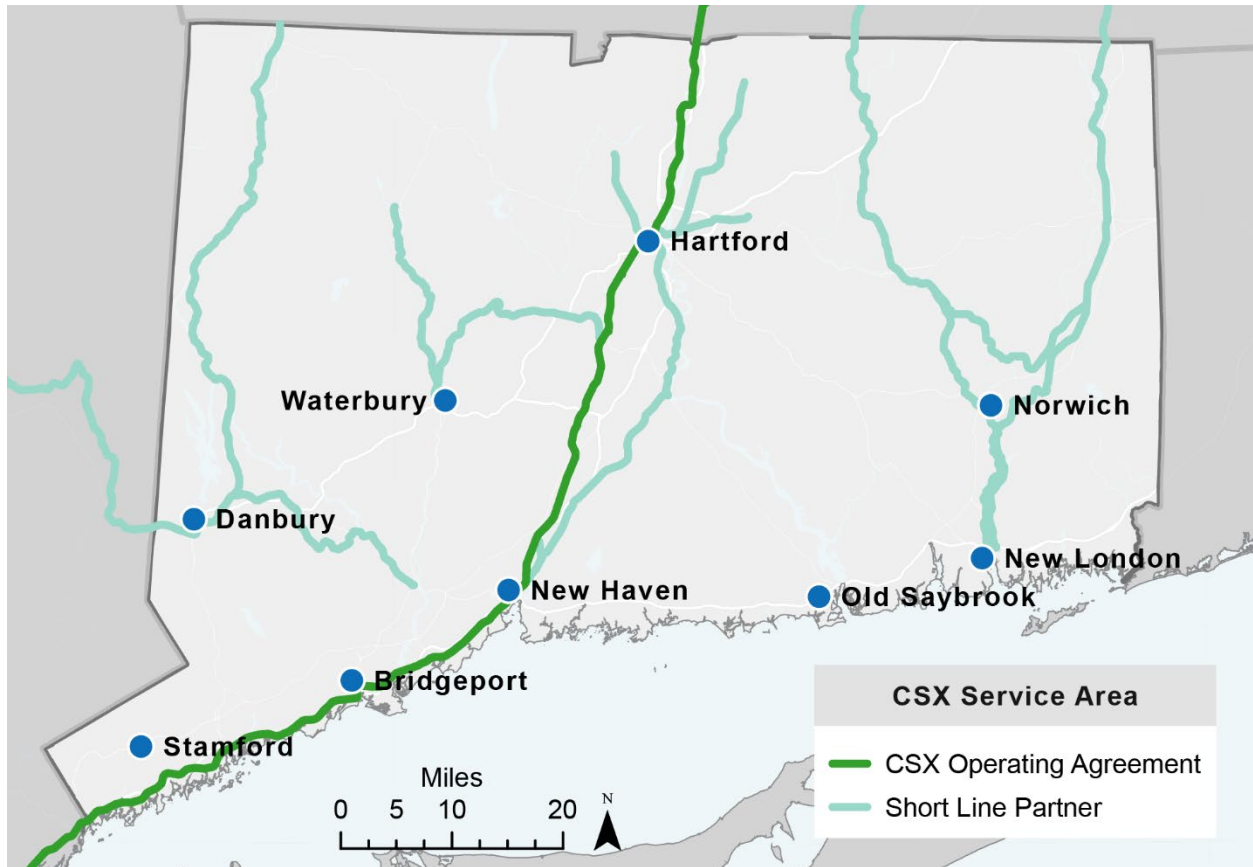 Hartford
Waterbury
Norwich
Danbury
New London
New Haven
Old Saybrook
Bridgeport
Stamford
CSX Service Area
CSX Operating Agreement
Short Line Partner
Miles
0 5 10 20
N